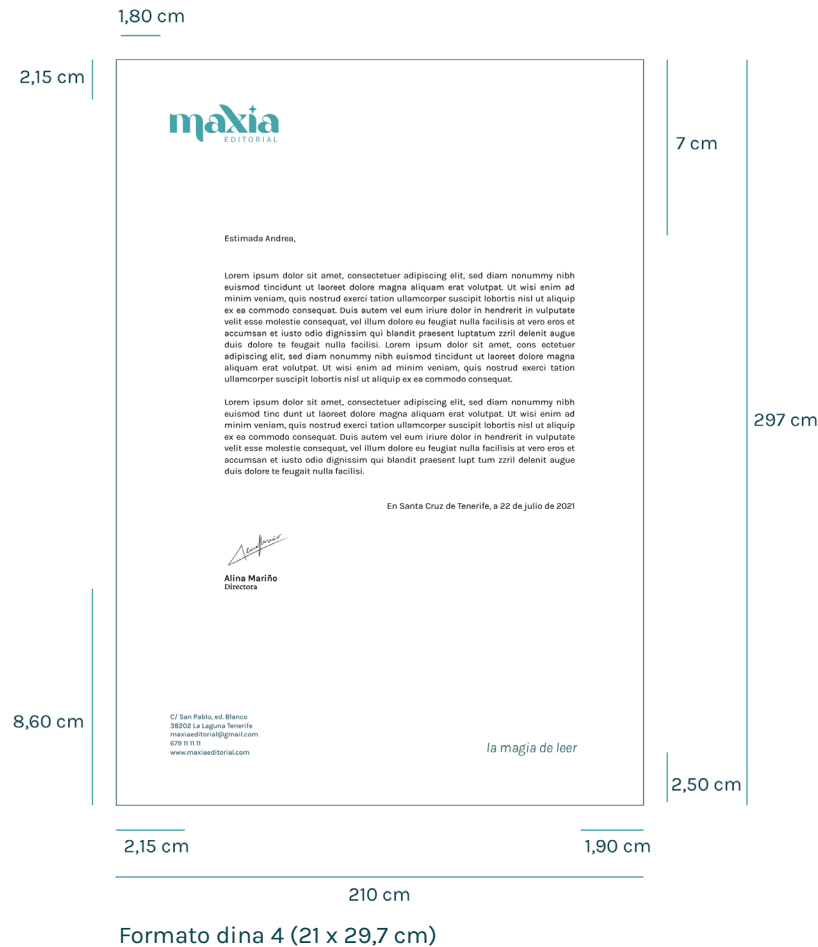 1,80 cm
2,15 cm
maxia
EDITORIAL
7 cm
Estimada Andrea,
Lorem ipsum dolor sit amet, consectetuer adipiscing elit, sed diam nonummy nibh
euismod tincidunt ut laoreet dolore magna aliquam erat volutpat. Ut wisi enim ad
minim veniam, quis nostrud exerci tation ullamcorper suscipit lobortis nisl ut aliquip
ex ea commodo consequat. Duis autem vel eum iriure dolor in hendrerit in vulputate
velit esse molestie consequat, vel illum dolore eu feugiat nulla facilisis at vero eros et
accumsan et iusto odio dignissim qui blandit praesent luptatum zzril delenit augue
duis dolore te feugait nulla facilisi. Lorem ipsum dolor sit amet, cons ectetuer
adipiscing elit, sed diam nonummy nibh euismod tincidunt ut laoreet dolore magna
aliquam erat volutpat. Ut wisi enim ad minim veniam, quis nostrud exerci tation
ullamcorper suscipit lobortis nisl ut aliquip ex ea commodo consequat.
Lorem ipsum dolor sit amet, consectetuer adipiscing elit, sed diam nonummy nibh
euismod tinc dunt ut laoreet dolore magna aliquam erat volutpat. Ut wisi enim ad
minim veniam, quis nostrud exerci tation ullamcorper suscipit lobortis nisl ut aliquip
ex ea commodo consequat. Duis autem vel eum iriure dolor in hendrerit in vulputate
velit esse molestie consequat, vel illum dolore eu feugiat nulla facilisis at vero eros et
accumsan et iusto odio dignissim qui blandit praesent lupt tum zzril delenit augue
duis dolore te feugait nulla facilisi.
297 cm
En Santa Cruz de Tenerife, a 22 de julio de 2021
Alina Mariño
Alina Mariño
Directora
8,60 cm
C/ San Pablo, ed. Blanco
38202 La Laguna Tenerife
maxiaeditorial@gmail.com
679 11 11 11
www.maxiaeditorial.com
la magia de leer
2,50 cm
2,15 cm
1,90 cm
210 cm
Formato dina 4 (21 x 29,7 cm)